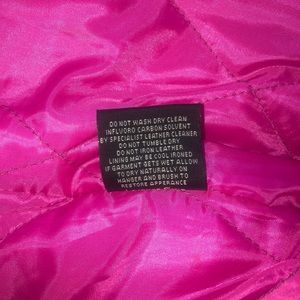 DO NOT WASH DRY CLEAN
INFLUORO CARBON SOLVENT
BY SPECIALIST LEATHER CLEANER
DO NOT TUMBLE DRY
DO NOT IRON LEATHER
LINING MAY BE COOL IRONED
IF GARMENT GETS WET ALLOW
TO DRY NATURALLY ON
HANGER AND BRUSH TO
RESTORE APPERANCE